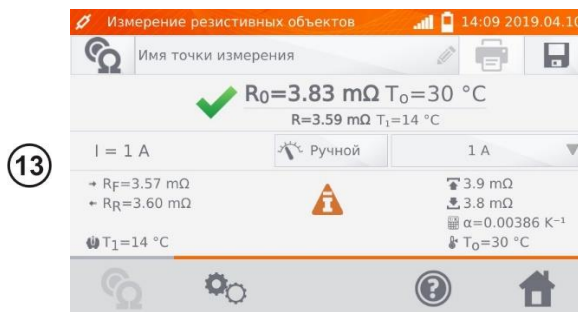 Измерение резистивных объектов 14:09 2019.04.10
Имя точки измерения
R₀=3.83 mΩ T₀=30 °C
R=3.59 mΩ T₁=14 °C
13
I = 1 A Ручной 1 A
→ RF=3.57 mΩ 3.9 mΩ
← RR=3.60 mΩ 3.8 mΩ
α=0.00386 K⁻¹
T₁=14 °C T₀=30 °C